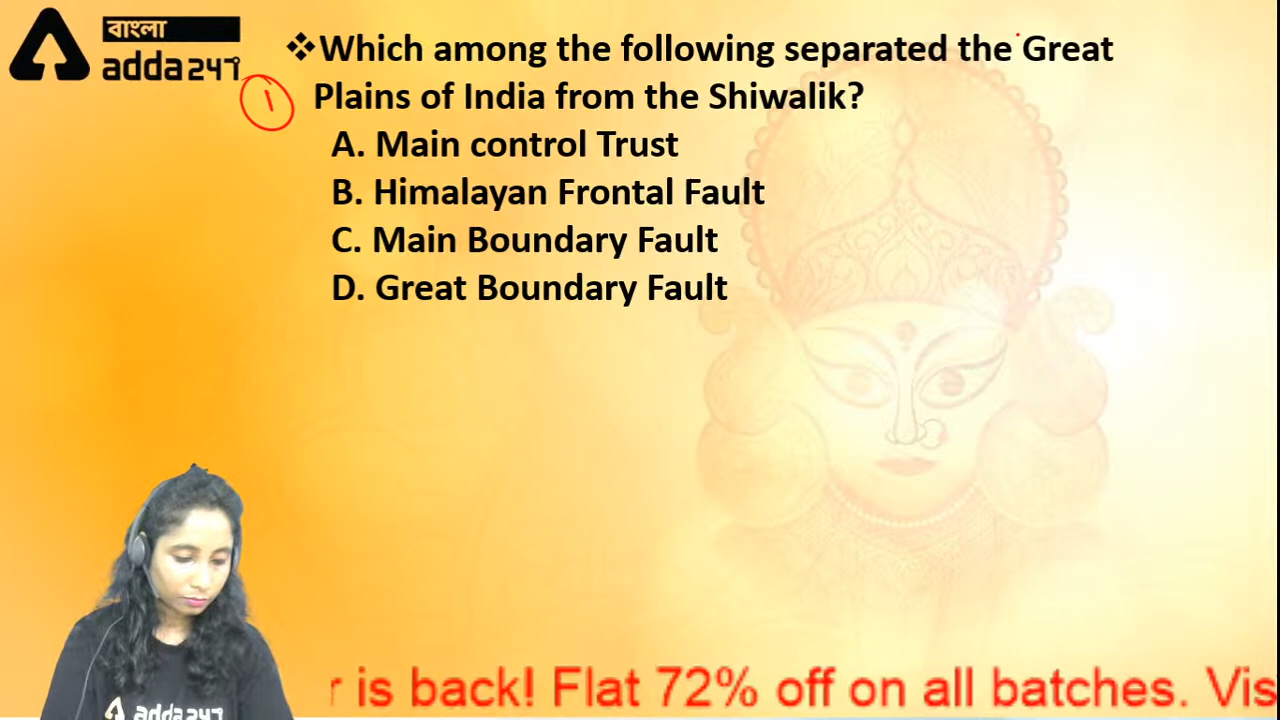 বাংলা
adda247
❖Which among the following separated the Great
1
Plains of India from the Shiwalik?
A. Main control Trust
B. Himalayan Frontal Fault
C. Main Boundary Fault
D. Great Boundary Fault
r is back! Flat 72% off on all batches. Vis
adda247